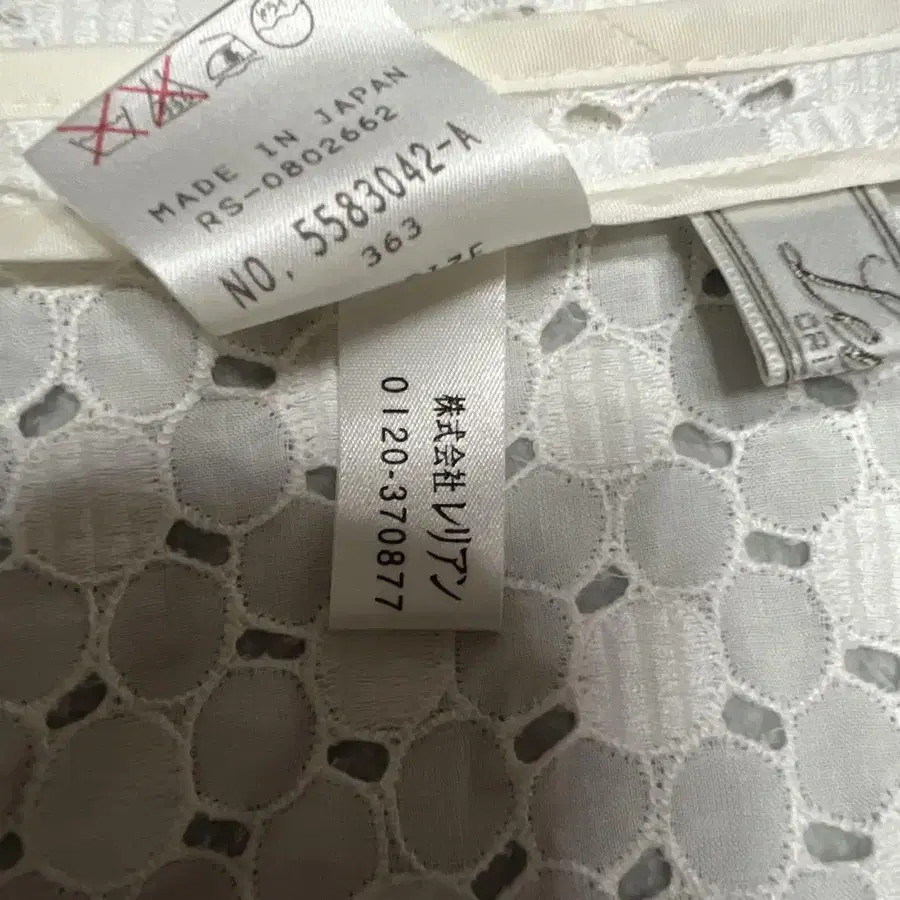 MADE IN JAPAN
RS-0802662
NO. 5583042-A
363
株式会社レリアン
0120-370877